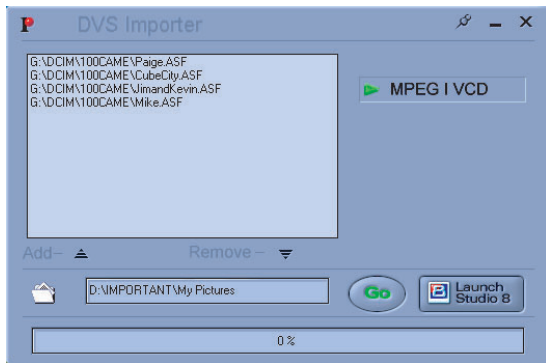 P DVS Importer
G:\DCIM\100CAME\Paige.ASF
G:\DCIM\100CAME\CubeCity.ASF
G:\DCIM\100CAME\JimandKevin.ASF
G:\DCIM\100CAME\Mike.ASF
MPEG I VCD
Add- Remove-
D:\IMPORTANT\My Pictures
Go
Launch
Studio 8
0 %